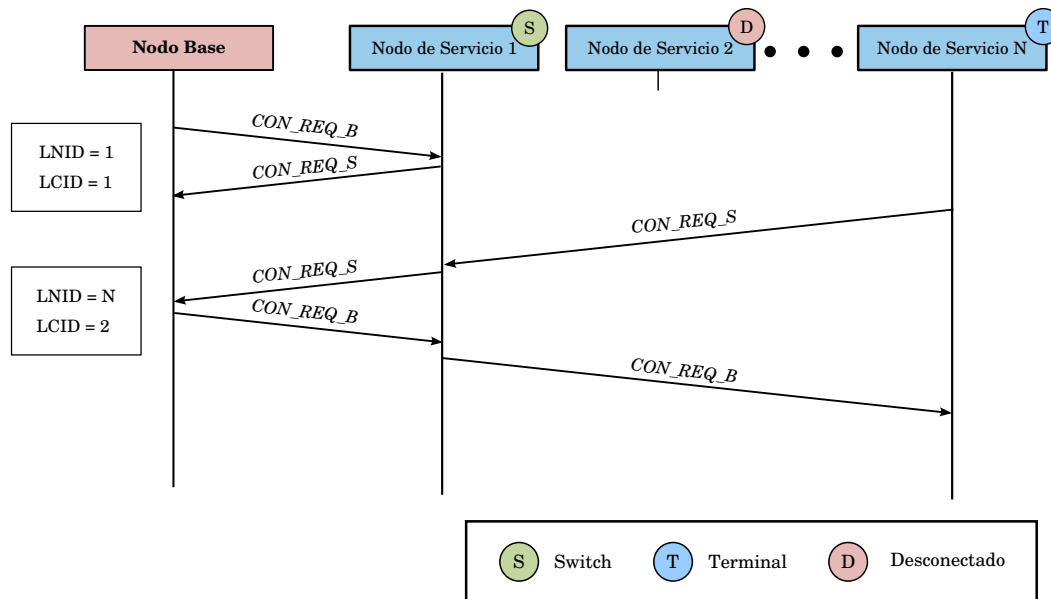 Nodo Base
Nodo de Servicio 1
S
Nodo de Servicio 2
D
Nodo de Servicio N
T
CON_REQ_B
LNID = 1
LCID = 1
CON_REQ_S
CON_REQ_S
CON_REQ_S
LNID = N
LCID = 2
CON_REQ_B
CON_REQ_B
S Switch
T Terminal
D Desconectado